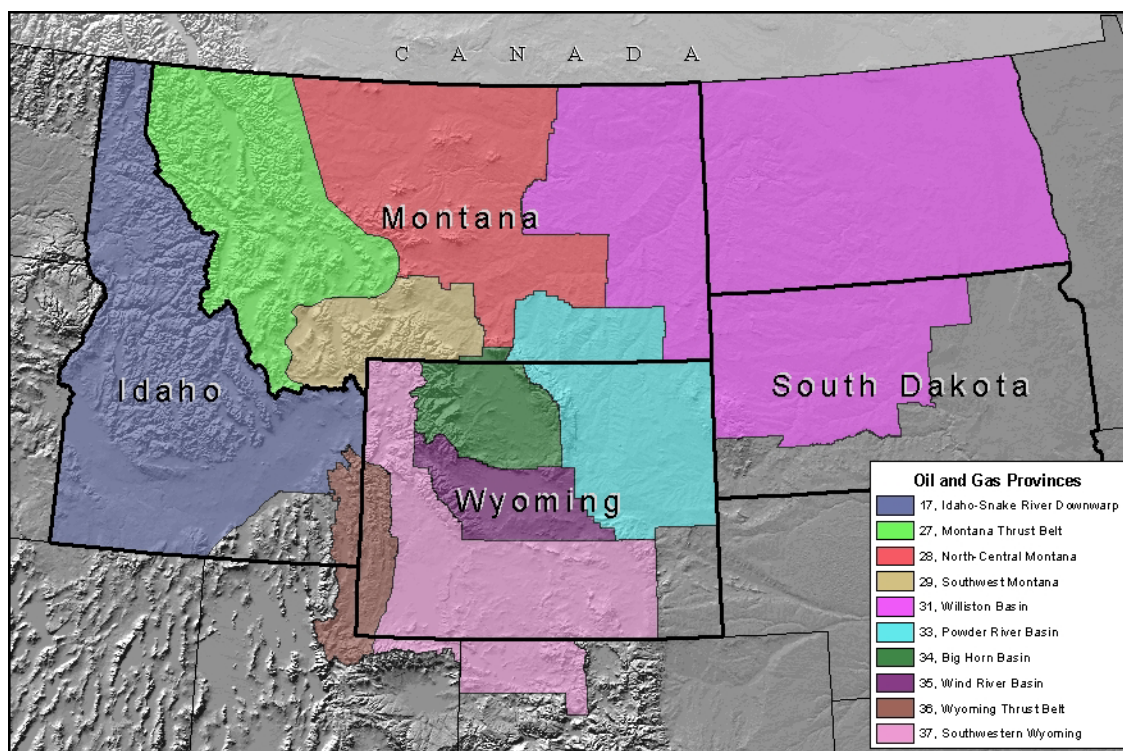 C A N A D A
Montana
Idaho
South Dakota
Wyoming
Oil and Gas Provinces
17, Idaho-Snake River Downwarp
27, Montana Thrust Belt
28, North-Central Montana
29, Southwest Montana
31, Williston Basin
33, Powder River Basin
34, Big Horn Basin
35, Wind River Basin
36, Wyoming Thrust Belt
37, Southwestern Wyoming